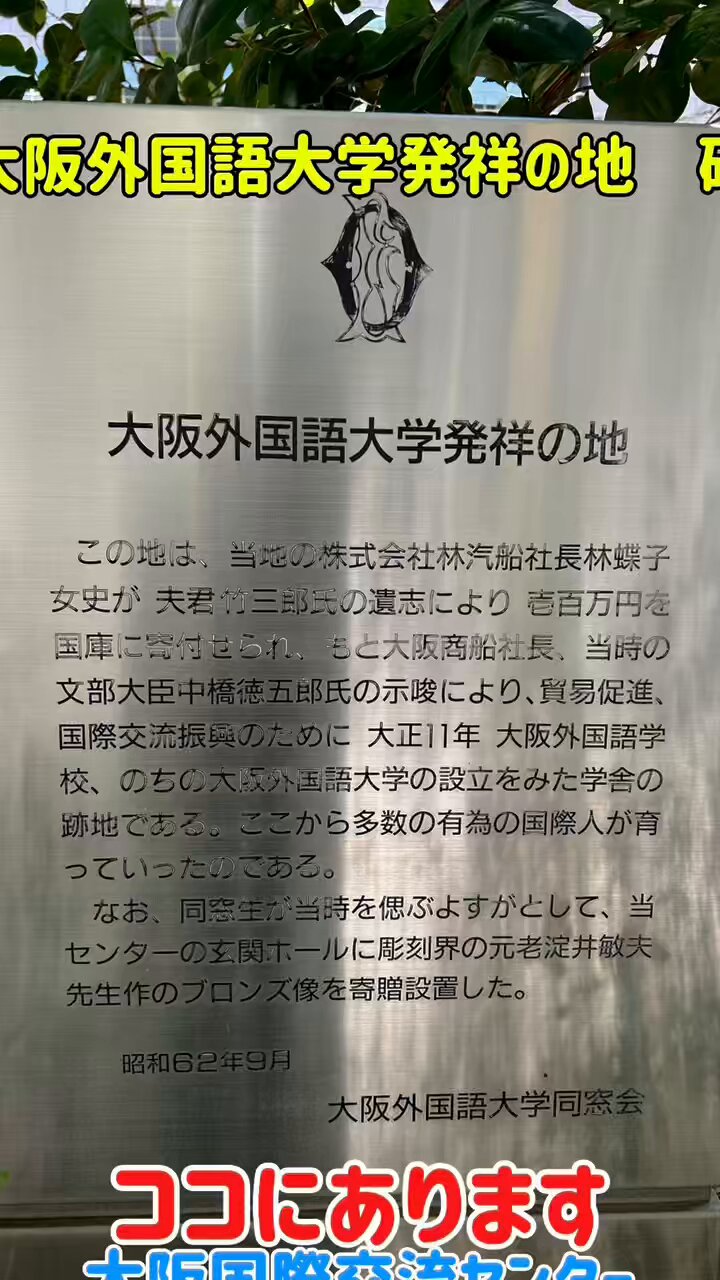 大阪外国語大学発祥の地
大阪外国語大学発祥の地
この地は、当地の株式会社林汽船社長林蝶子
女史が 夫君竹三郎氏の遺志により 壱百万円を
国庫に寄付せられ、もと大阪商船社長、当時の
文部大臣中橋徳五郎氏の示唆により、貿易促進、
国際交流振興のために 大正11年 大阪外国語学
校、のちの大阪外国語大学の設立をみた学舎の
跡地である。ここから多数の有為の国際人が育
っていったのである。
なお、同窓生が当時を偲ぶよすがとして、当
センターの玄関ホールに彫刻界の元老淀井敏夫
先生作のブロンズ像を寄贈設置した。
昭和62年9月
大阪外国語大学同窓会
ココにあります
大阪国際交流センター